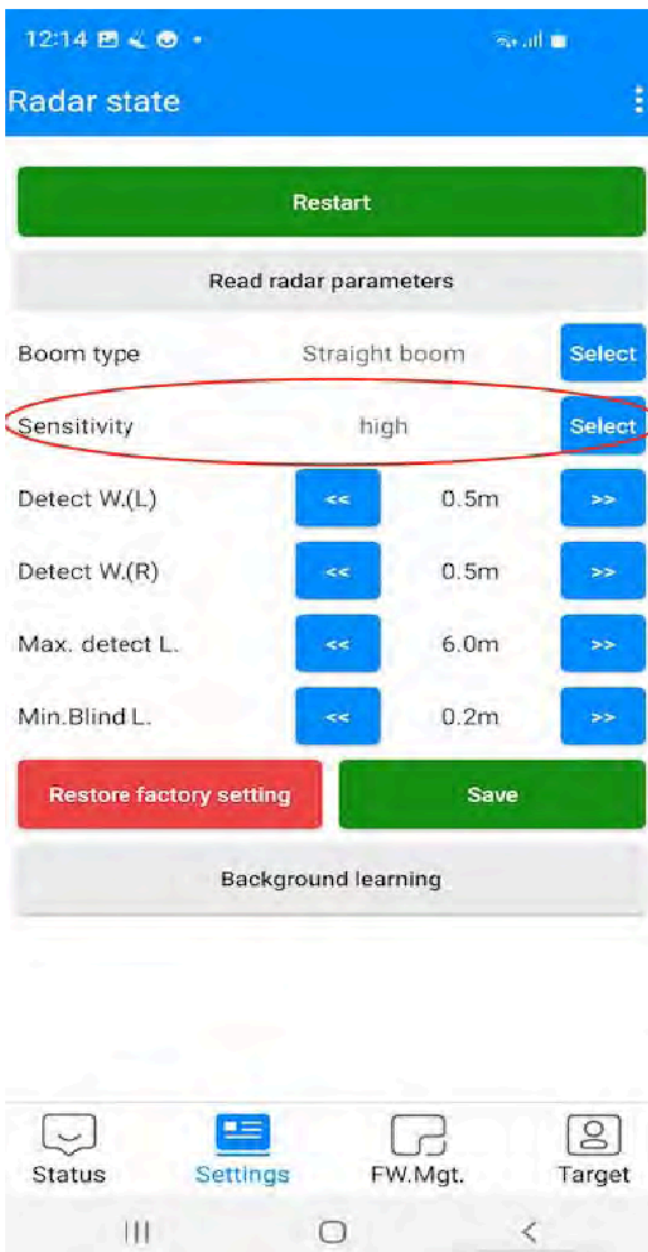 12:14
Radar state
Restart
Read radar parameters
Boom type Straight boom Select
Sensitivity high Select
Detect W.(L) << 0.5m >>
Detect W.(R) << 0.5m >>
Max. detect L. << 6.0m >>
Min.Blind L. << 0.2m >>
Restore factory setting Save
Background learning
Status Settings FW.Mgt. Target